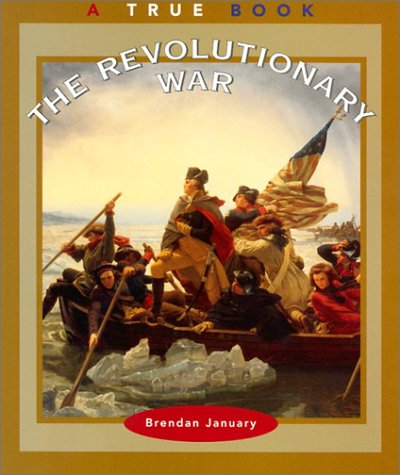 A TRUE BOOK
THE REVOLUTIONARY
WAR
Brendan January